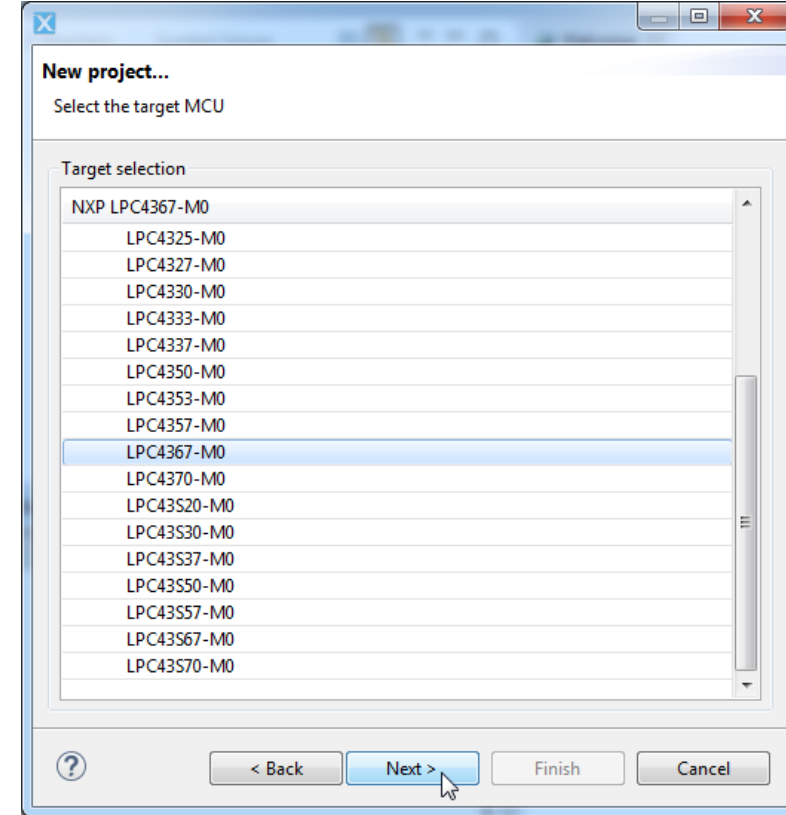 New project...
Select the target MCU
Target selection
NXP LPC4367-M0
LPC4325-M0
LPC4327-M0
LPC4330-M0
LPC4333-M0
LPC4337-M0
LPC4350-M0
LPC4353-M0
LPC4357-M0
LPC4367-M0
LPC4370-M0
LPC43S20-M0
LPC43S30-M0
LPC43S37-M0
LPC43S50-M0
LPC43S57-M0
LPC43S67-M0
LPC43S70-M0
? < Back Next > Finish Cancel